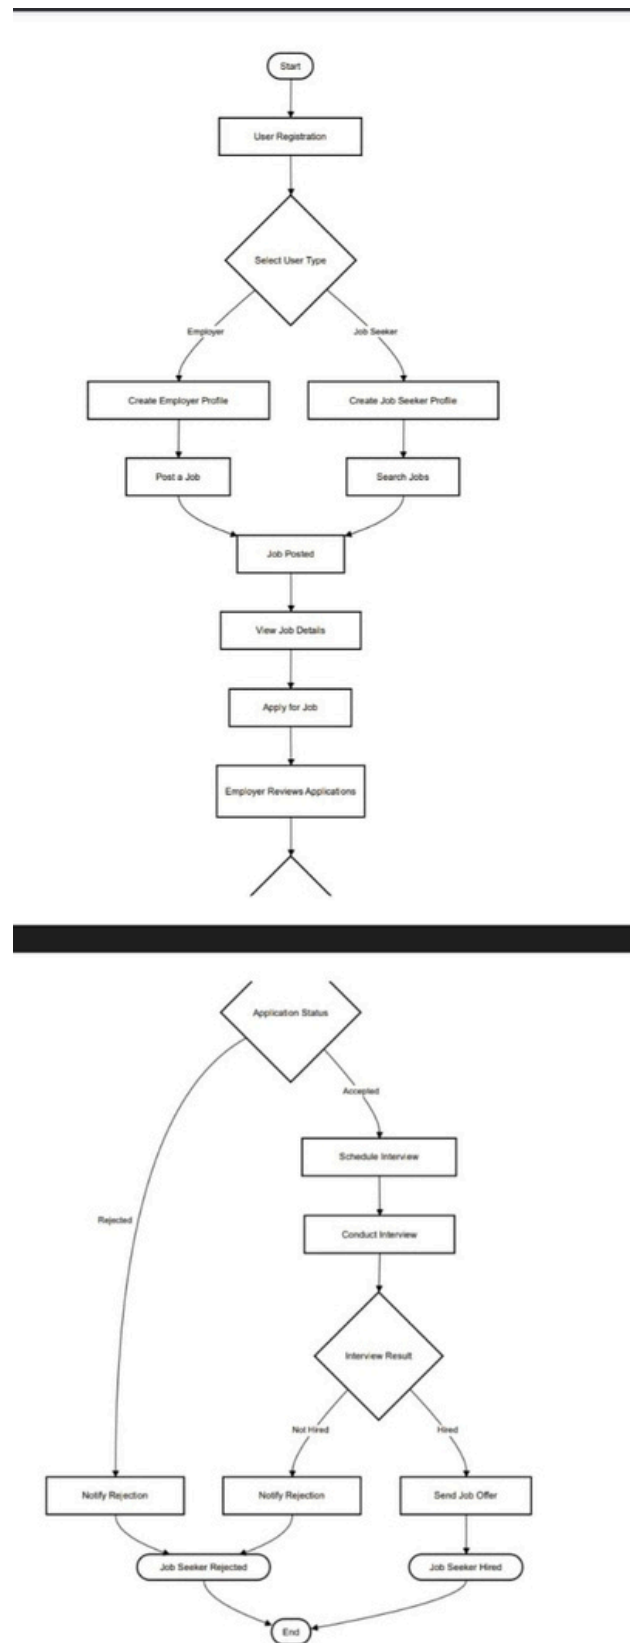 Start
User Registration
Select User Type
Employer
Job Seeker
Create Employer Profile
Create Job Seeker Profile
Post a Job
Search Jobs
Job Posted
View Job Details
Apply for Job
Employer Reviews Applications
Application Status
Accepted
Schedule Interview
Rejected
Conduct Interview
Interview Result
Not Hired
Hired
Notify Rejection
Notify Rejection
Send Job Offer
Job Seeker Rejected
Job Seeker Hired
End